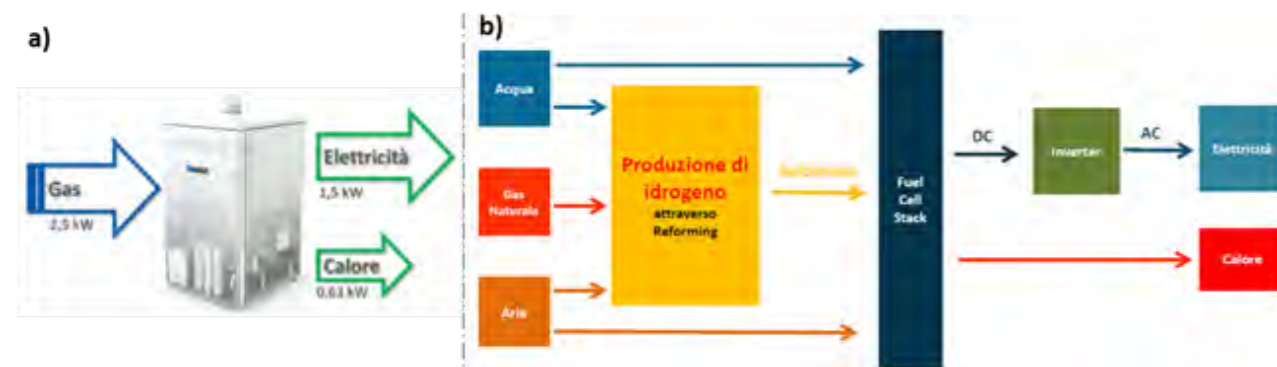 a)
Gas
2,5 kW
Elettricità
1,5 kW
Calore
0,63 kW
b)
Acqua
Gas
Naturale
Aria
Produzione di
idrogeno
attraverso
Reforming
Fuel
Cell
Stack
DC
Inverter
AC
Elettricità
Calore